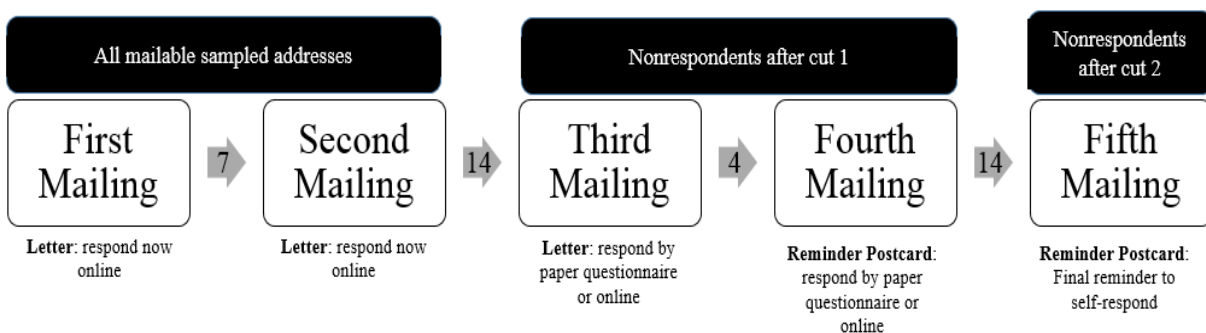 All mailable sampled addresses
Nonrespondents after cut 1
Nonrespondents
after cut 2
First
Mailing
7
Second
Mailing
14
Third
Mailing
4
Fourth
Mailing
14
Fifth
Mailing
Letter: respond now
online
Letter: respond now
online
Letter: respond by
paper questionnaire
or online
Reminder Postcard:
respond by paper
questionnaire or
online
Reminder Postcard:
Final reminder to
self-respond